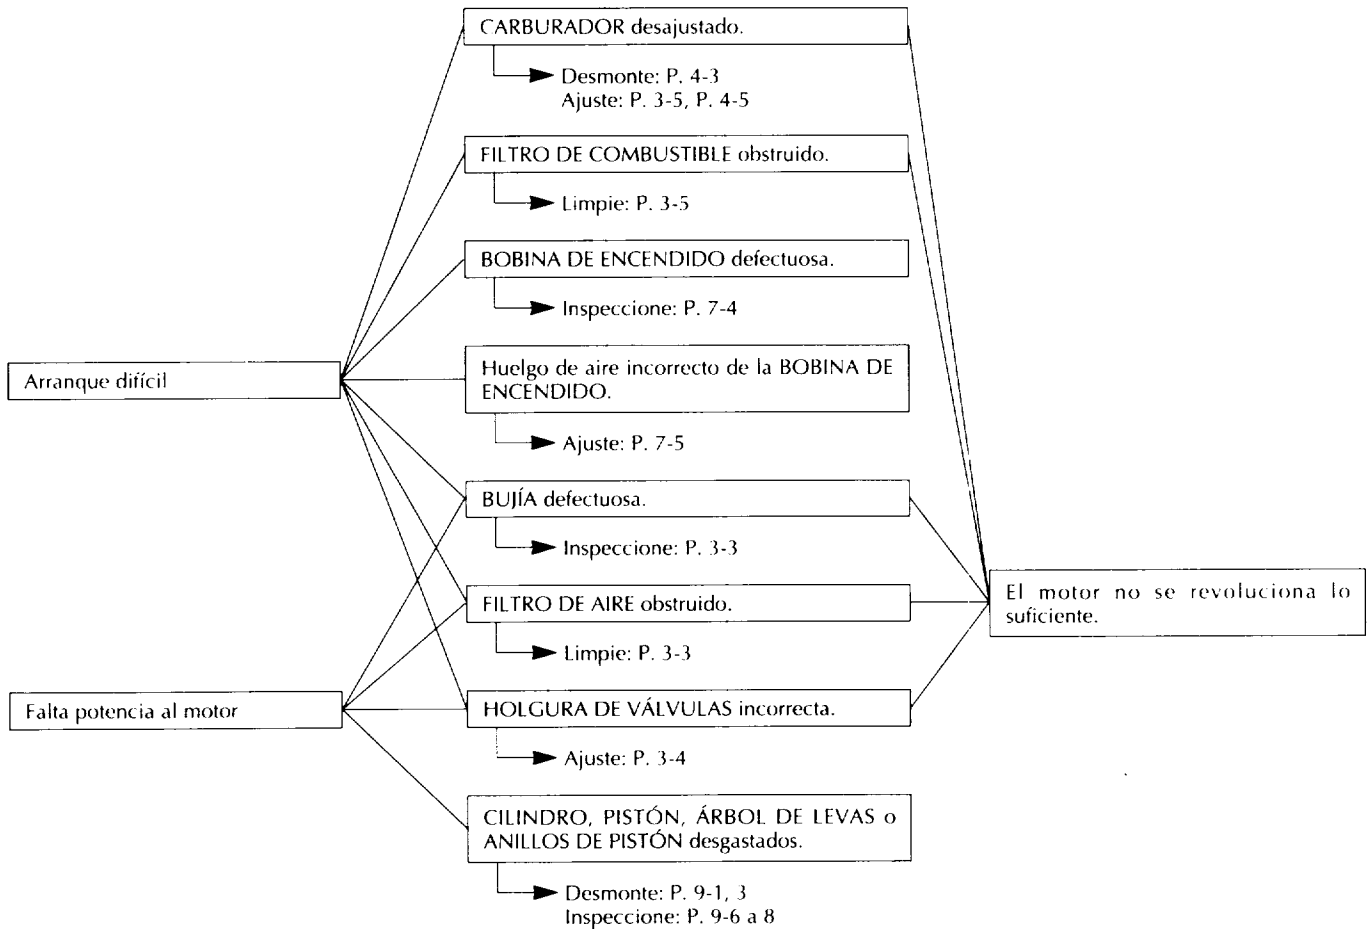 CARBURADOR desajustado.
Desmonte: P. 4-3
Ajuste: P. 3-5, P. 4-5
FILTRO DE COMBUSTIBLE obstruido.
Limpie: P. 3-5
BOBINA DE ENCENDIDO defectuosa.
Inspeccione: P. 7-4
Arranque difícil
Huelgo de aire incorrecto de la BOBINA DE
ENCENDIDO.
Ajuste: P. 7-5
BUJÍA defectuosa.
Inspeccione: P. 3-3
FILTRO DE AIRE obstruido.
Limpie: P. 3-3
El motor no se revoluciona lo
suficiente.
Falta potencia al motor
HOLGURA DE VÁLVULAS incorrecta.
Ajuste: P. 3-4
CILINDRO, PISTÓN, ÁRBOL DE LEVAS o
ANILLOS DE PISTÓN desgastados.
Desmonte: P. 9-1, 3
Inspeccione: P. 9-6 a 8